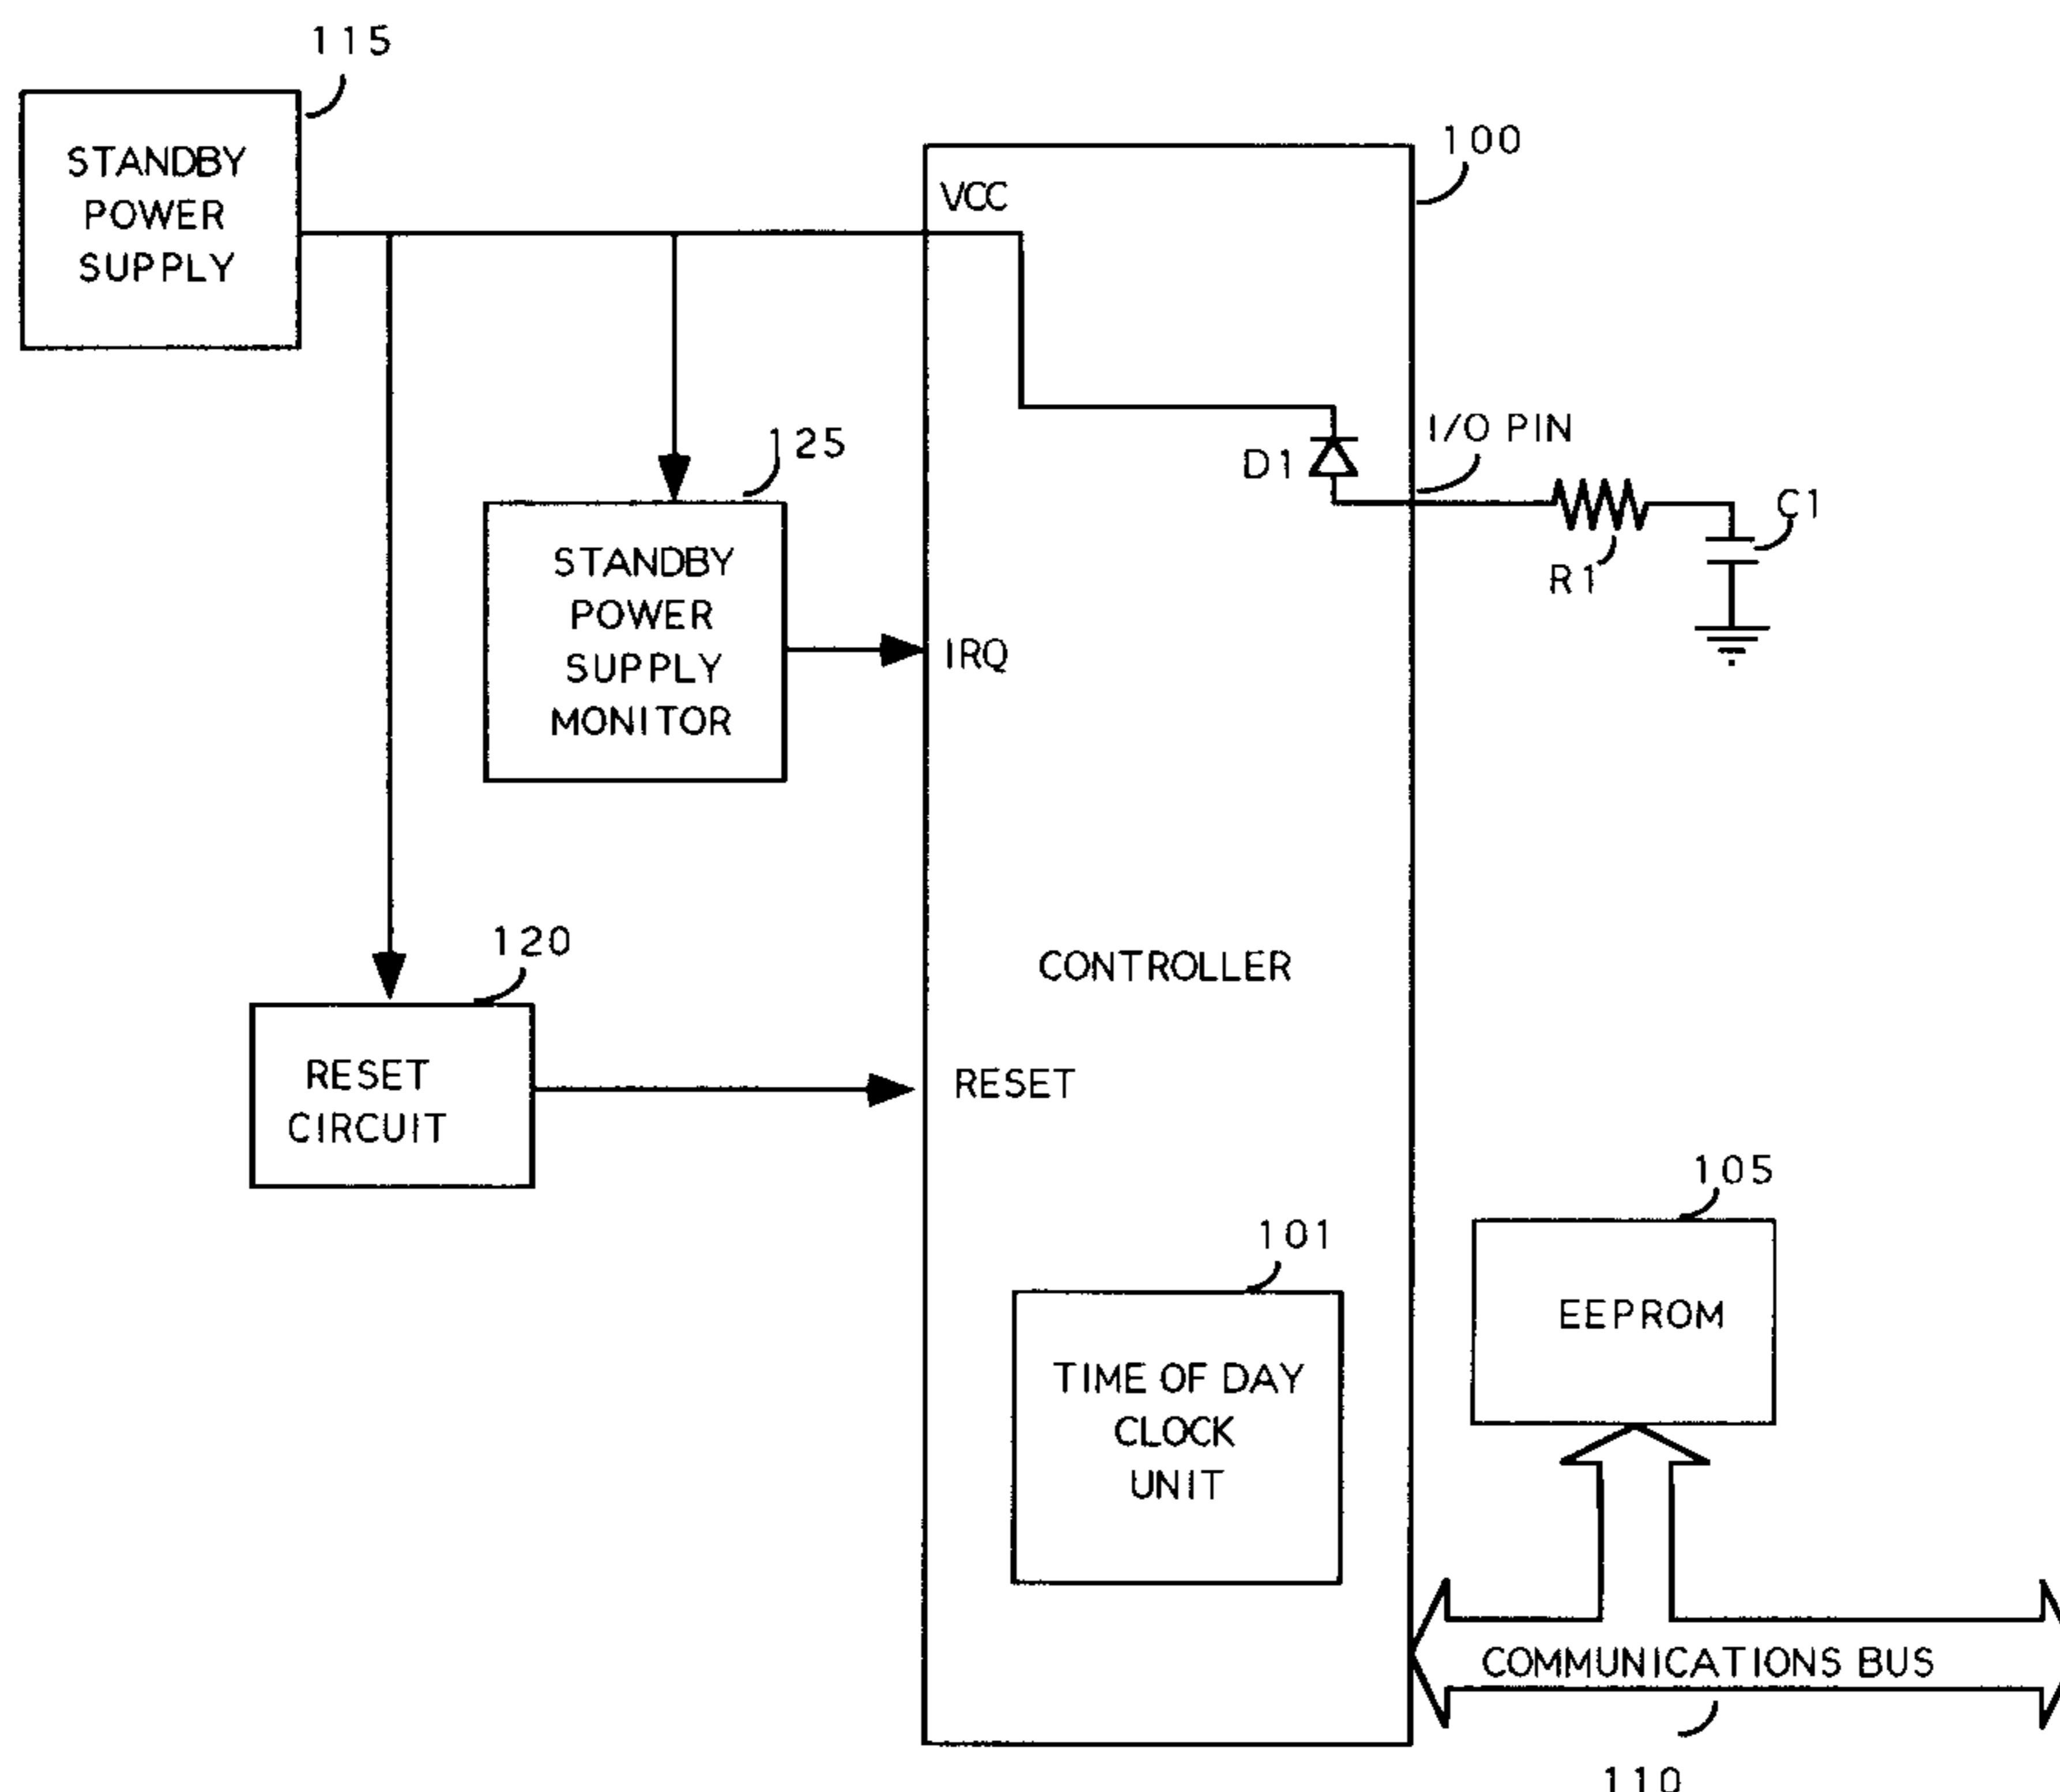 115
STANDBY
POWER
SUPPLY
100
VCC
I/O PIN
D1
C1
R1
125
STANDBY
POWER
SUPPLY
MONITOR
IRQ
120
CONTROLLER
RESET
CIRCUIT
RESET
105
EEPROM
101
TIME OF DAY
CLOCK
UNIT
COMMUNICATIONS BUS
110